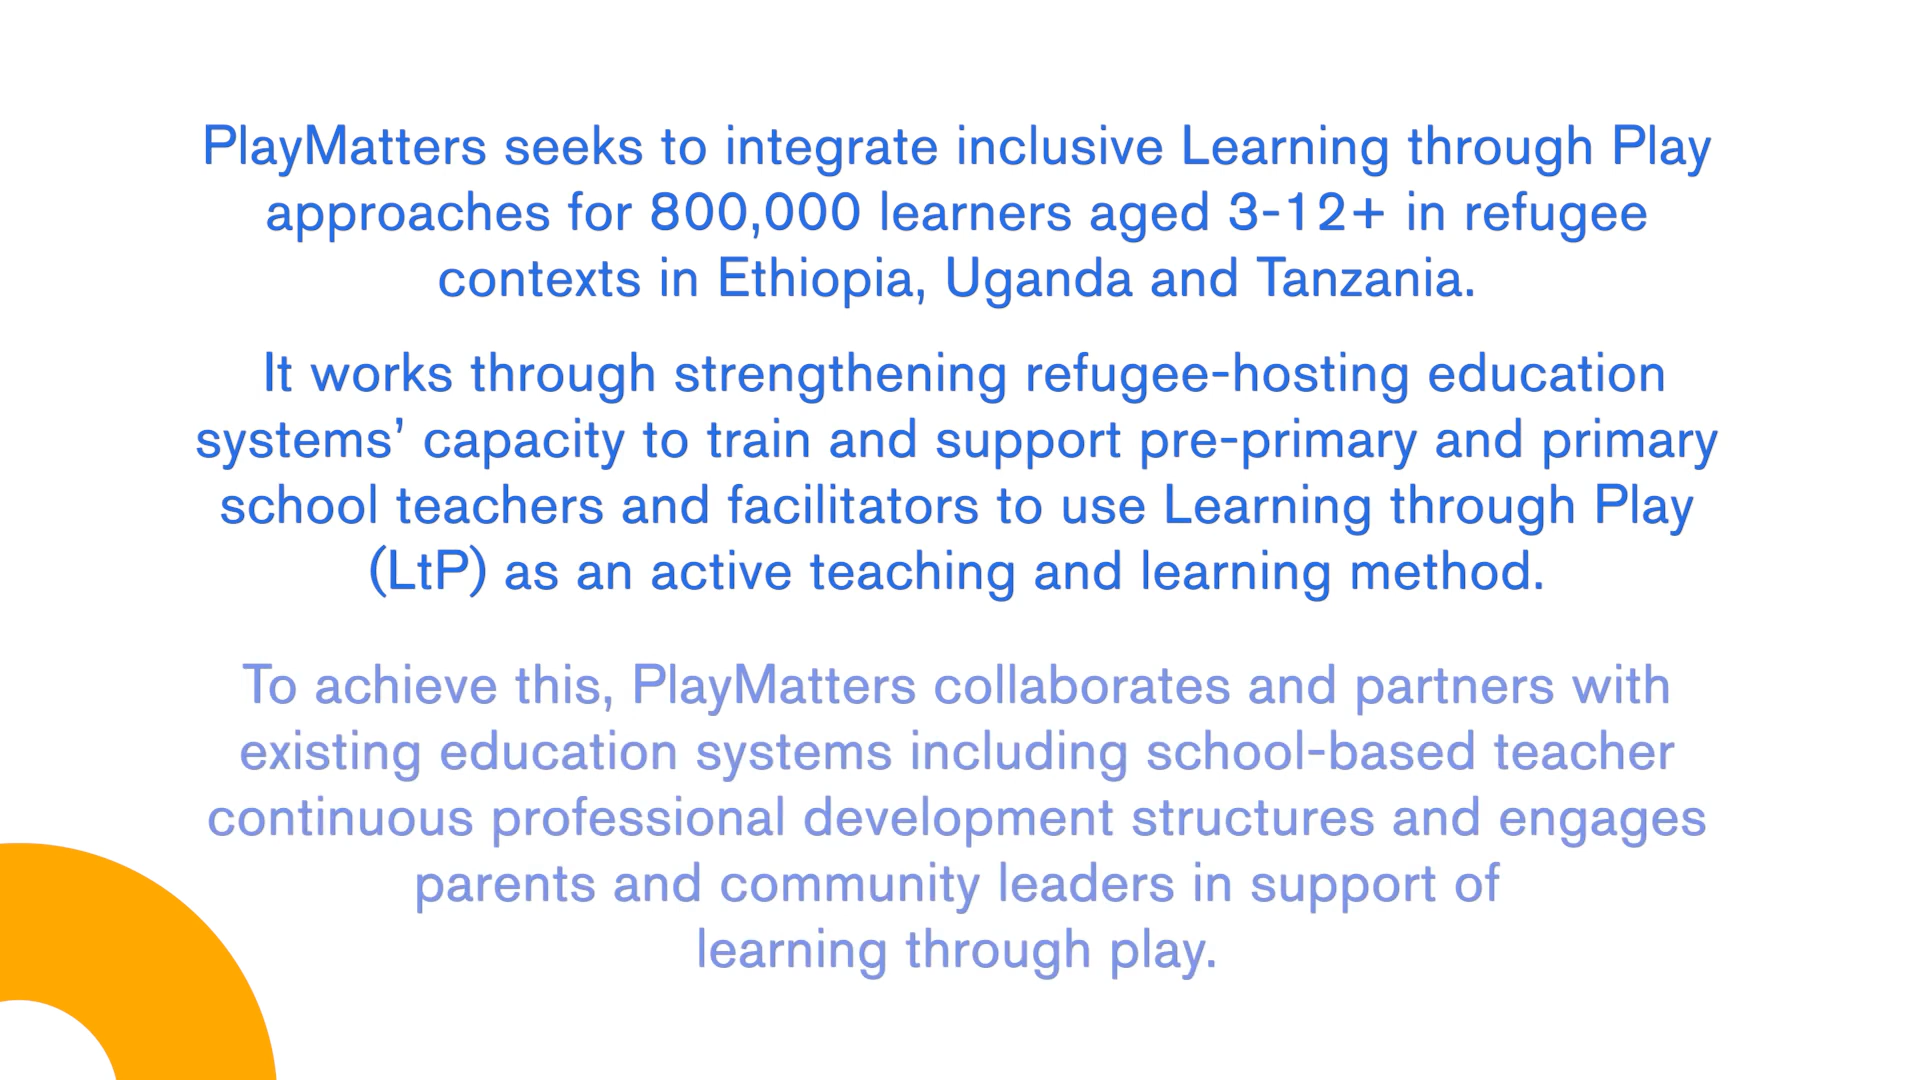 PlayMatters seeks to integrate inclusive Learning through Play
approaches for 800,000 learners aged 3-12+ in refugee
contexts in Ethiopia, Uganda and Tanzania.
It works through strengthening refugee-hosting education
systems’ capacity to train and support pre-primary and primary
school teachers and facilitators to use Learning through Play
(LtP) as an active teaching and learning method.
To achieve this, PlayMatters collaborates and partners with
existing education systems including school-based teacher
continuous professional development structures and engages
parents and community leaders in support of
learning through play.